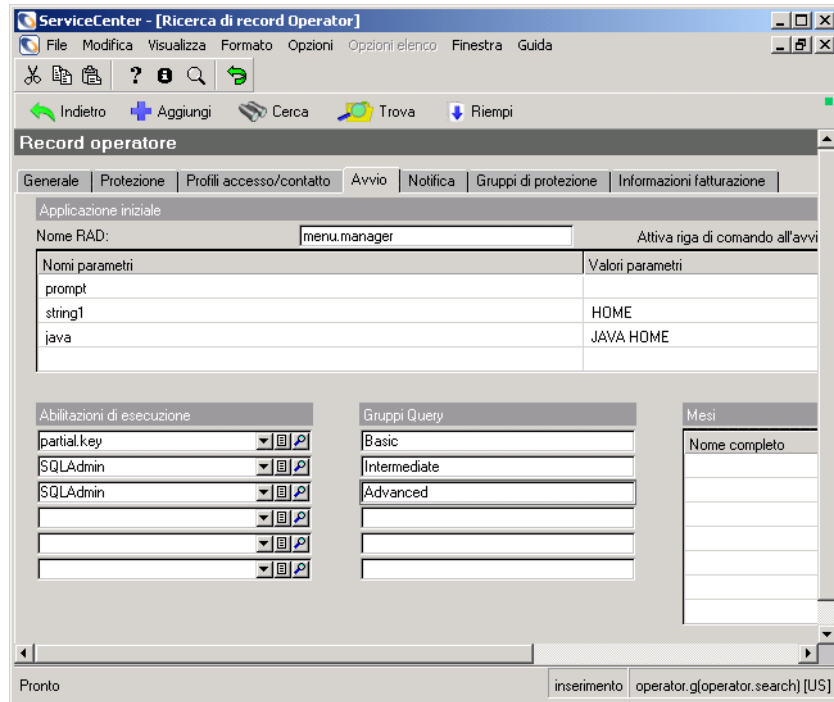 ServiceCenter - [Ricerca di record Operator]
File Modifica Visualizza Formato Opzioni Opzioni elenco Finestra Guida
Indietro Aggiungi Cerca Trova Riempi
Record operatore
Generale Protezione Profili accesso/contatto Avvio Notifica Gruppi di protezione Informazioni fatturazione
Applicazione iniziale
Nome RAD: menu.manager Attiva riga di comando all'avvi
Nomi parametri Valori parametri
prompt
string1 HOME
java JAVA HOME
Abilitazioni di esecuzione Gruppi Query Mesi
partial.key Basic Nome completo
SQLAdmin Intermediate
SQLAdmin Advanced
Pronto inserimento operator.g(operator.search) [US]